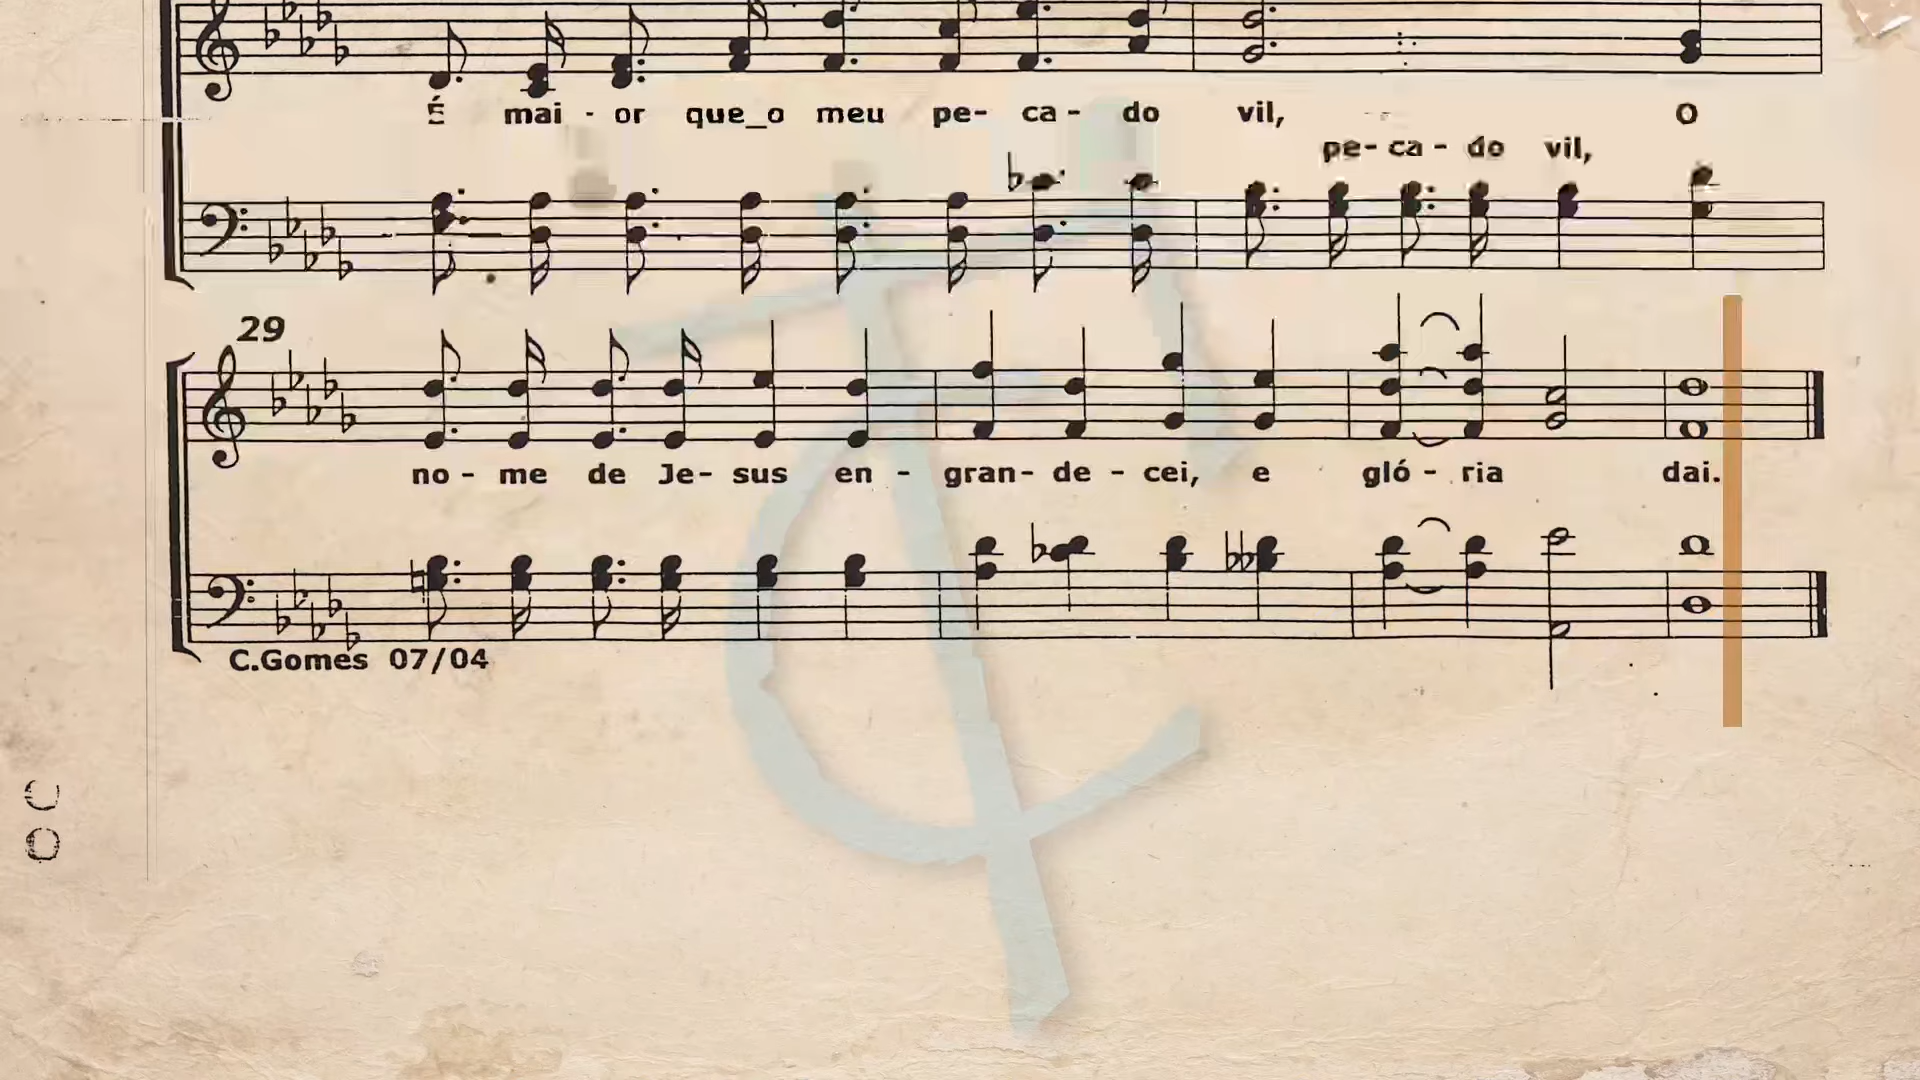 É mai - or que_o meu pe- ca - do vil, O
pe- ca - do vil,
29
no - me de Je- sus en - gran- de - cei, e gló - ria dai.
C.Gomes 07/04